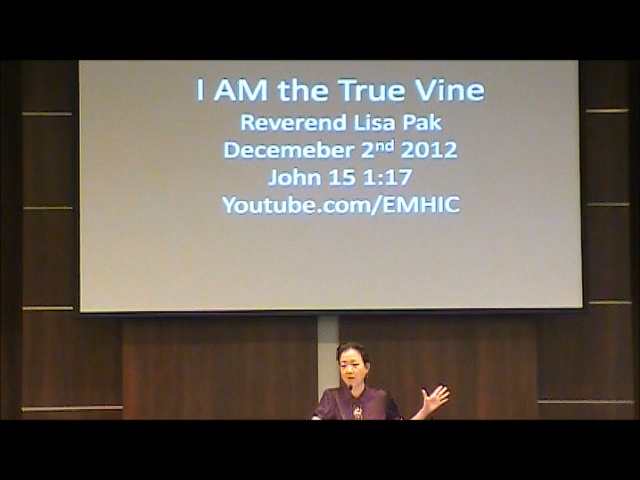 I AM the True Vine
Reverend Lisa Pak
Decemeber 2nd 2012
John 15 1:17
Youtube.com/EMHIC